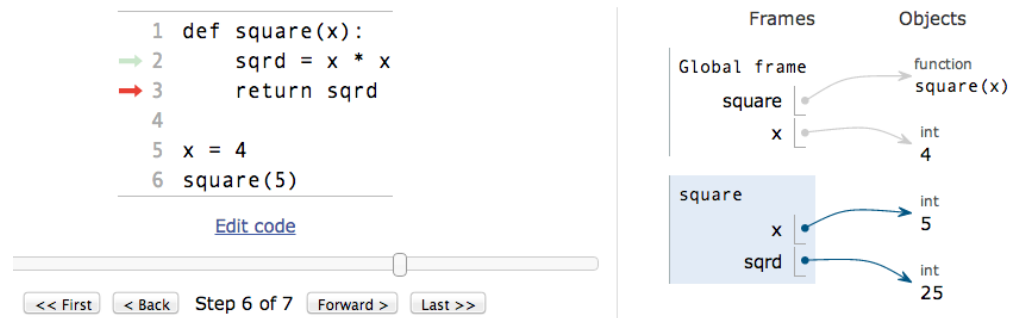 1 def square(x):
2     sqrd = x * x
3     return sqrd
4
5 x = 4
6 square(5)
Edit code
<< First < Back Step 6 of 7 Forward > Last >>
Frames Objects
Global frame
square
x
function
square(x)
int
4
square
x
sqrd
int
5
int
25